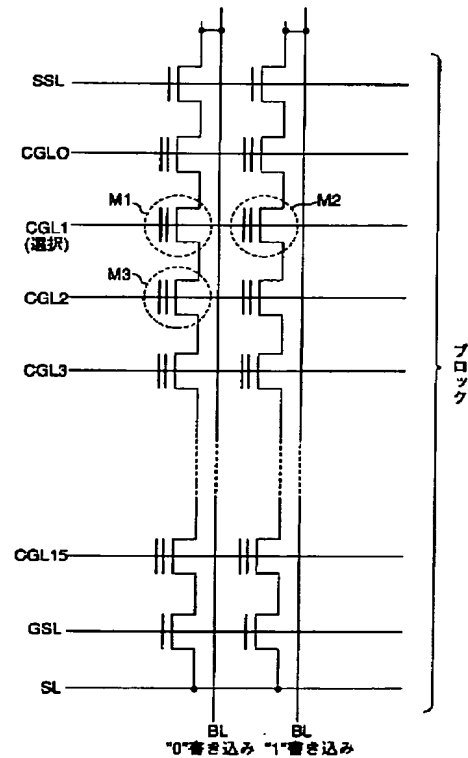 SSL
CGL0
M1
M2
CGL1
(選択)
M3
CGL2
CGL3
ブロック
CGL15
GSL
SL
BL BL
"0"書き込み "1"書き込み